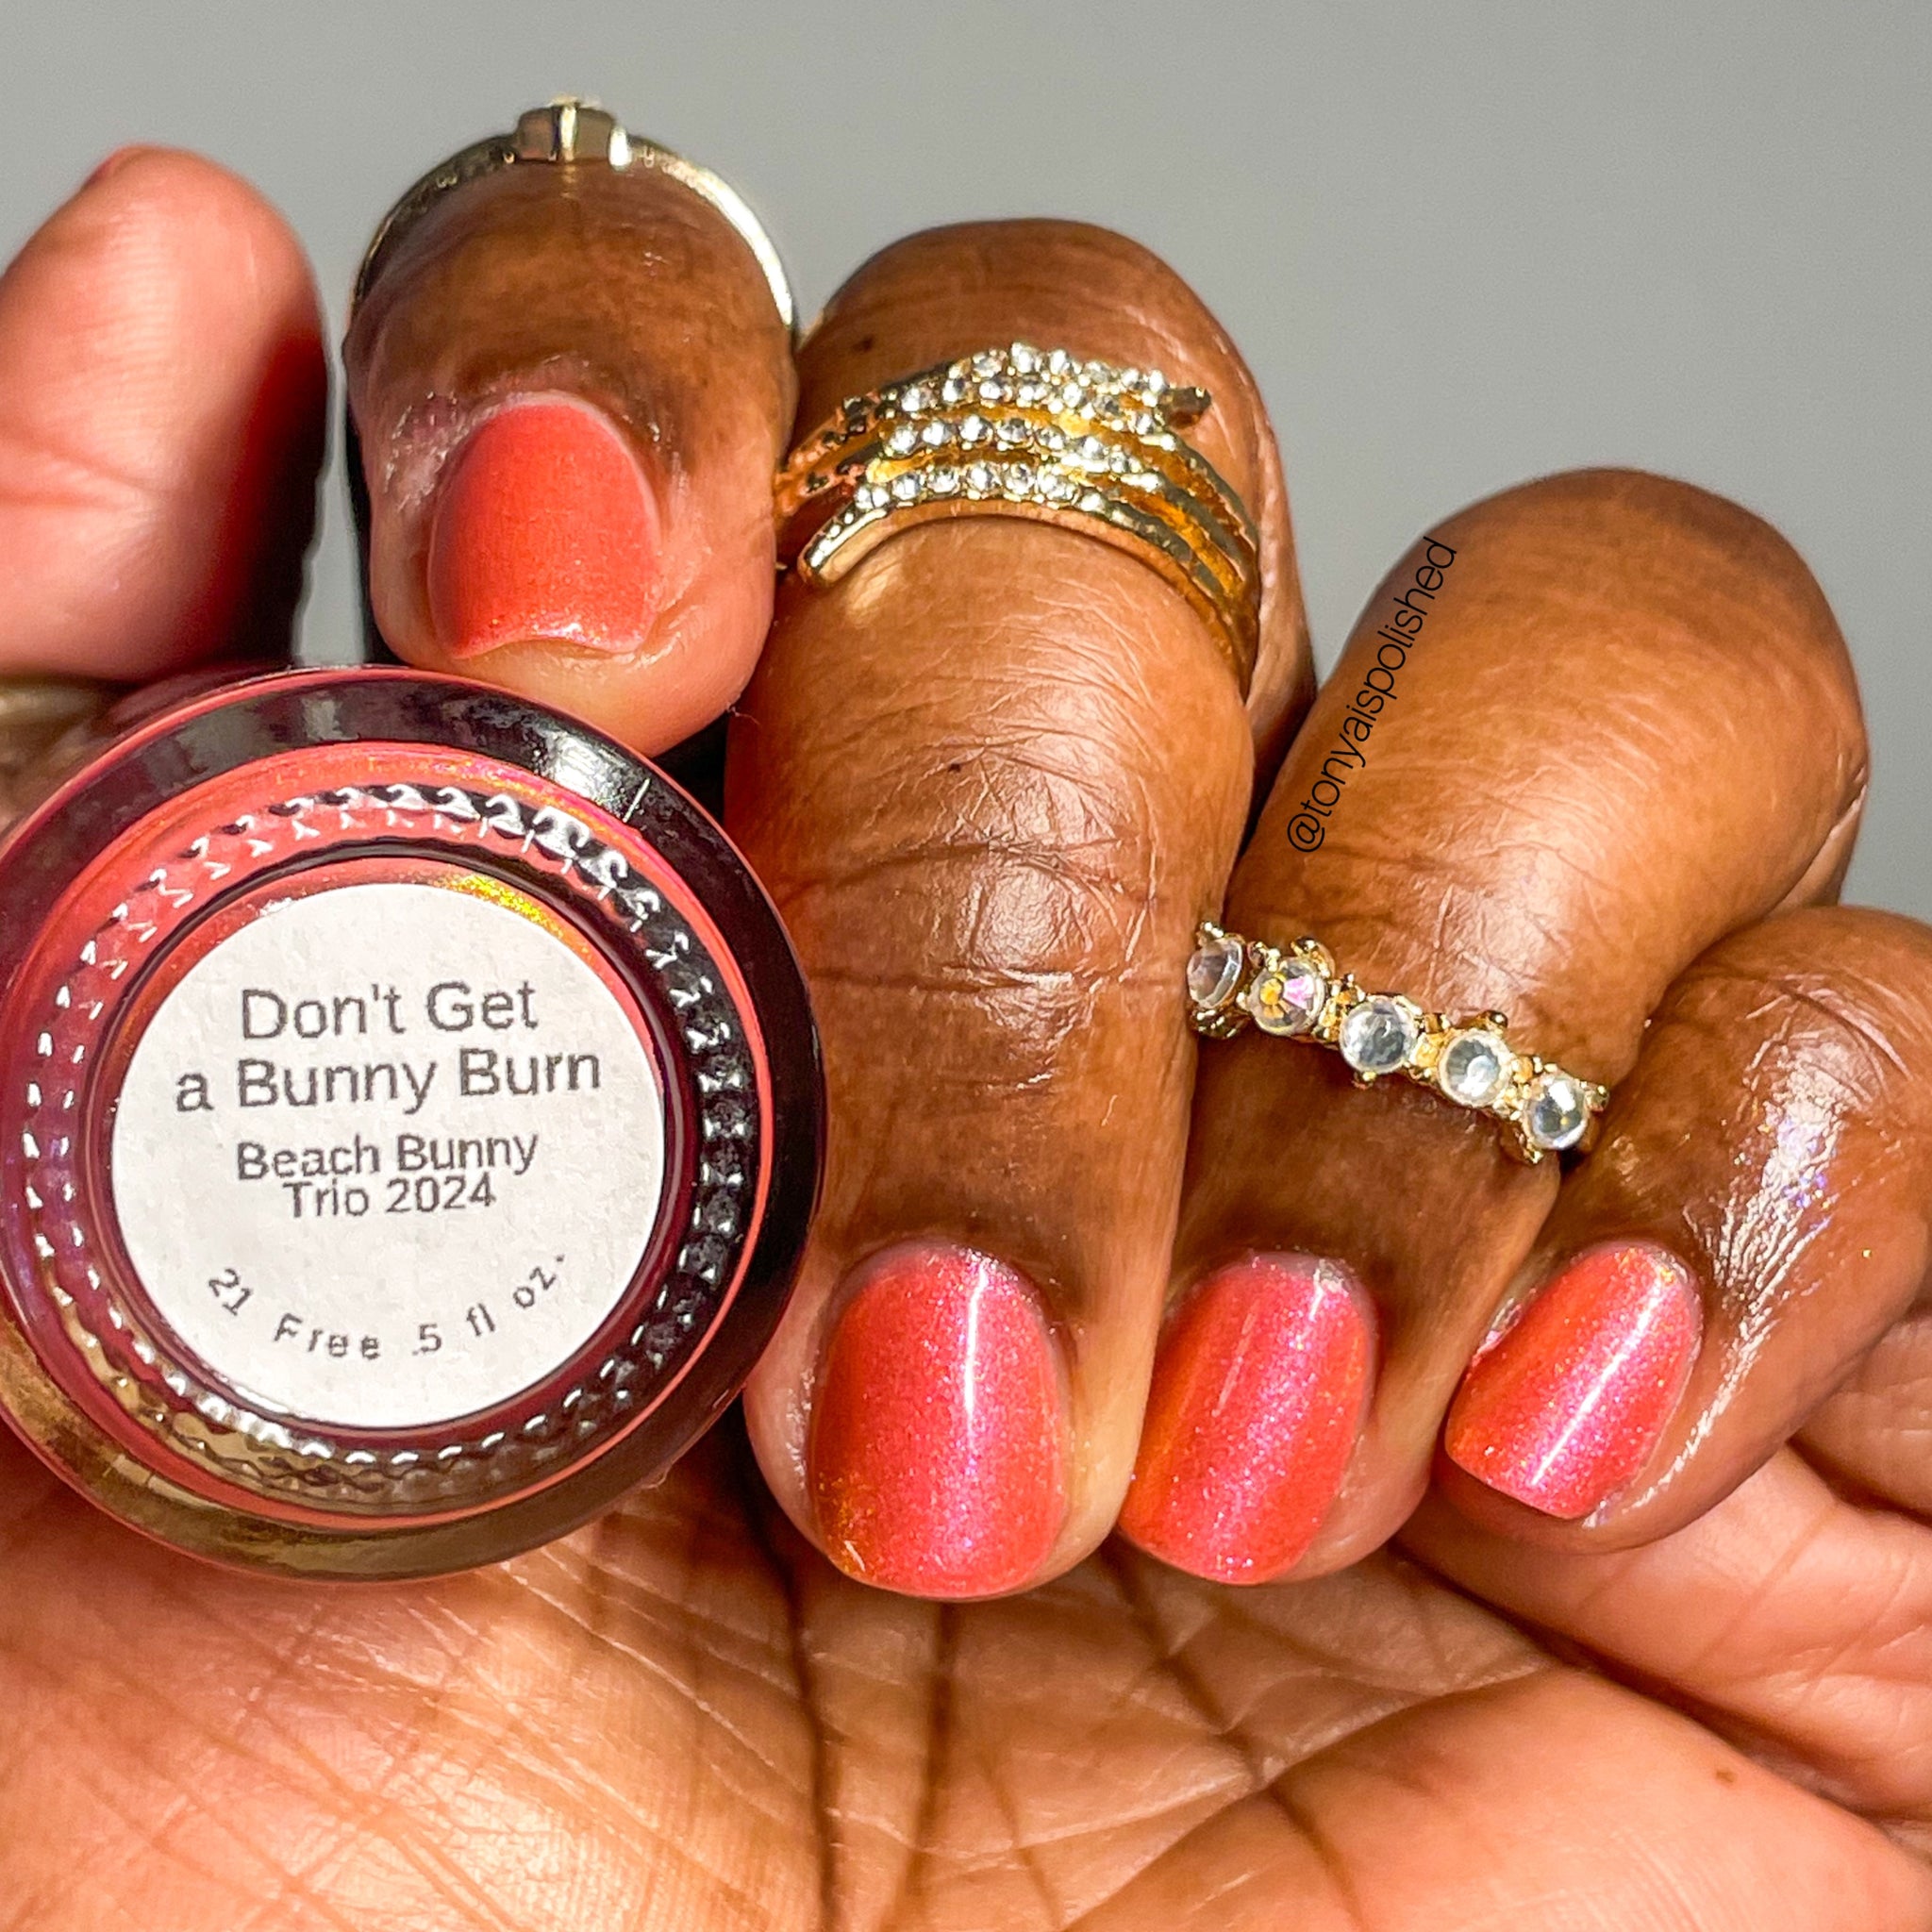 Don't Get
a Bunny Burn
Beach Bunny
Trio 2024
21 Free .5 fl oz.
@tonyaispolished